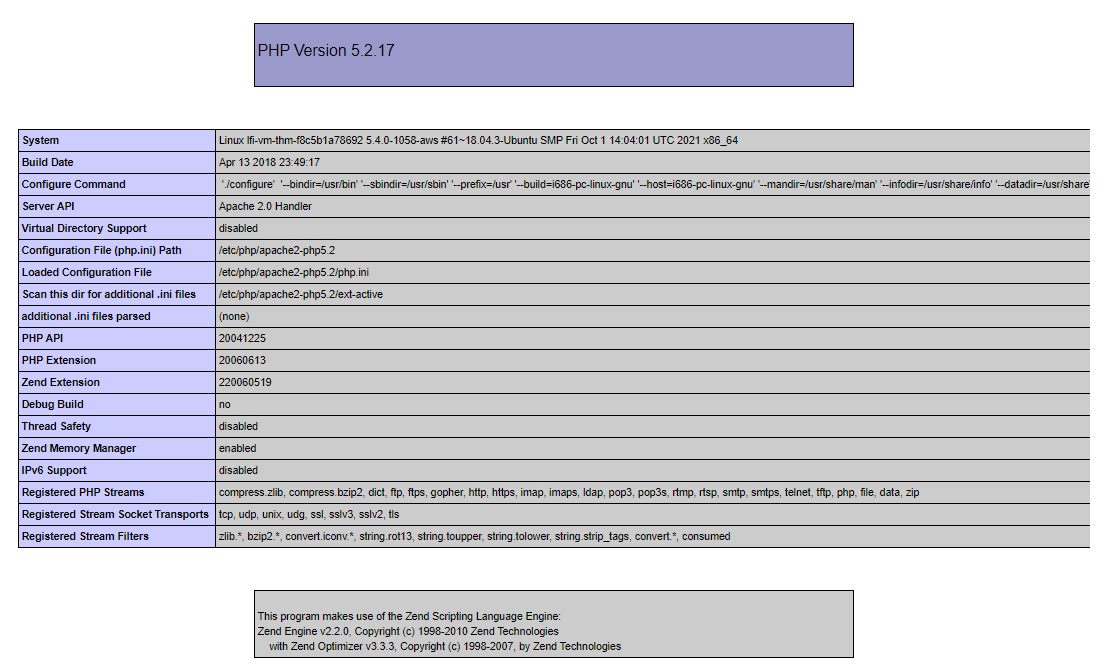 PHP Version 5.2.17
System Linux lfi-vm-thm-f8c5b1a78692 5.4.0-1058-aws #61~18.04.3-Ubuntu SMP Fri Oct 1 14:04:01 UTC 2021 x86_64
Build Date Apr 13 2018 23:49:17
Configure Command './configure' '--bindir=/usr/bin' '--sbindir=/usr/sbin' '--prefix=/usr' '--build=i686-pc-linux-gnu' '--host=i686-pc-linux-gnu' '--mandir=/usr/share/man' '--infodir=/usr/share/info' '--datadir=/usr/share'
Server API Apache 2.0 Handler
Virtual Directory Support disabled
Configuration File (php.ini) Path /etc/php/apache2-php5.2
Loaded Configuration File /etc/php/apache2-php5.2/php.ini
Scan this dir for additional .ini files /etc/php/apache2-php5.2/ext-active
additional .ini files parsed (none)
PHP API 20041225
PHP Extension 20060613
Zend Extension 220060519
Debug Build no
Thread Safety disabled
Zend Memory Manager enabled
IPv6 Support disabled
Registered PHP Streams compress.zlib, compress.bzip2, dict, ftp, ftps, gopher, http, https, imap, imaps, ldap, pop3, pop3s, rtmp, rtsp, smtp, smtps, telnet, tftp, php, file, data, zip
Registered Stream Socket Transports tcp, udp, unix, udg, ssl, sslv3, sslv2, tls
Registered Stream Filters zlib.*, bzip2.*, convert.iconv.*, string.rot13, string.toupper, string.tolower, string.strip_tags, convert.*, consumed
This program makes use of the Zend Scripting Language Engine:
Zend Engine v2.2.0, Copyright (c) 1998-2010 Zend Technologies
with Zend Optimizer v3.3.3, Copyright (c) 1998-2007, by Zend Technologies